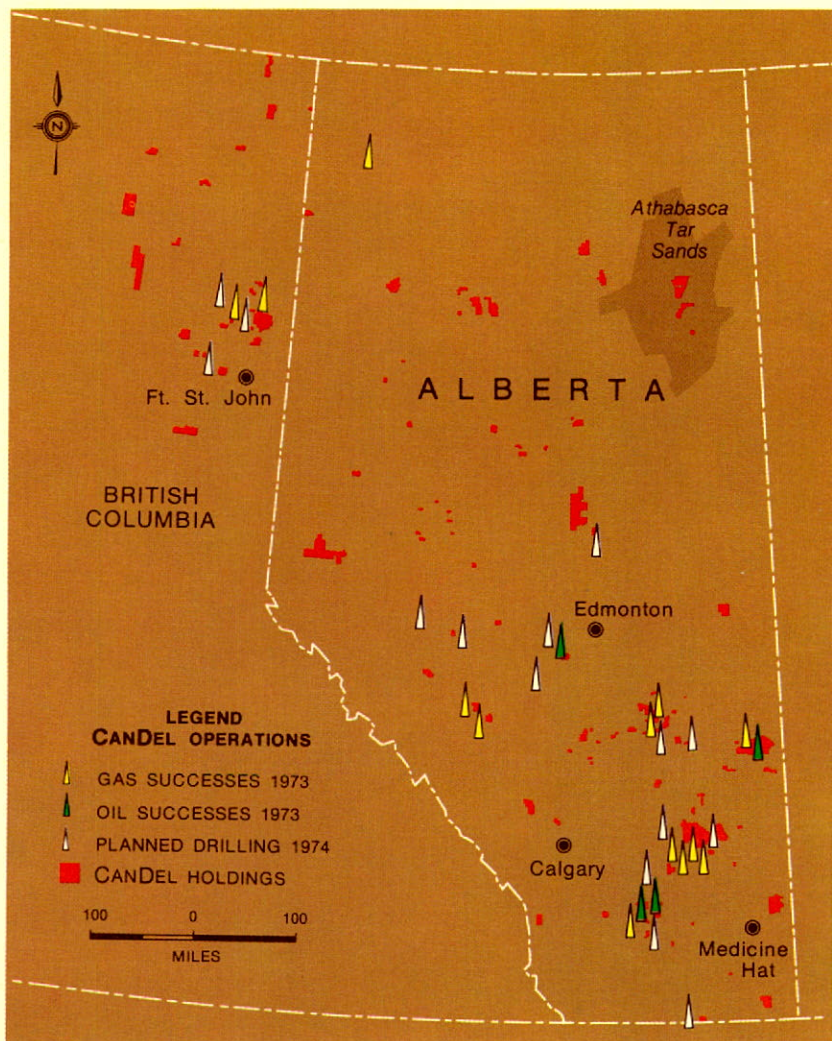 N
Athabasca
Tar
Sands
ALBERTA
Ft. St. John
BRITISH
COLUMBIA
Edmonton
LEGEND
CANDEL OPERATIONS
GAS SUCCESSES 1973
OIL SUCCESSES 1973
PLANNED DRILLING 1974
CANDEL HOLDINGS
100 0 100
MILES
Calgary
Medicine
Hat